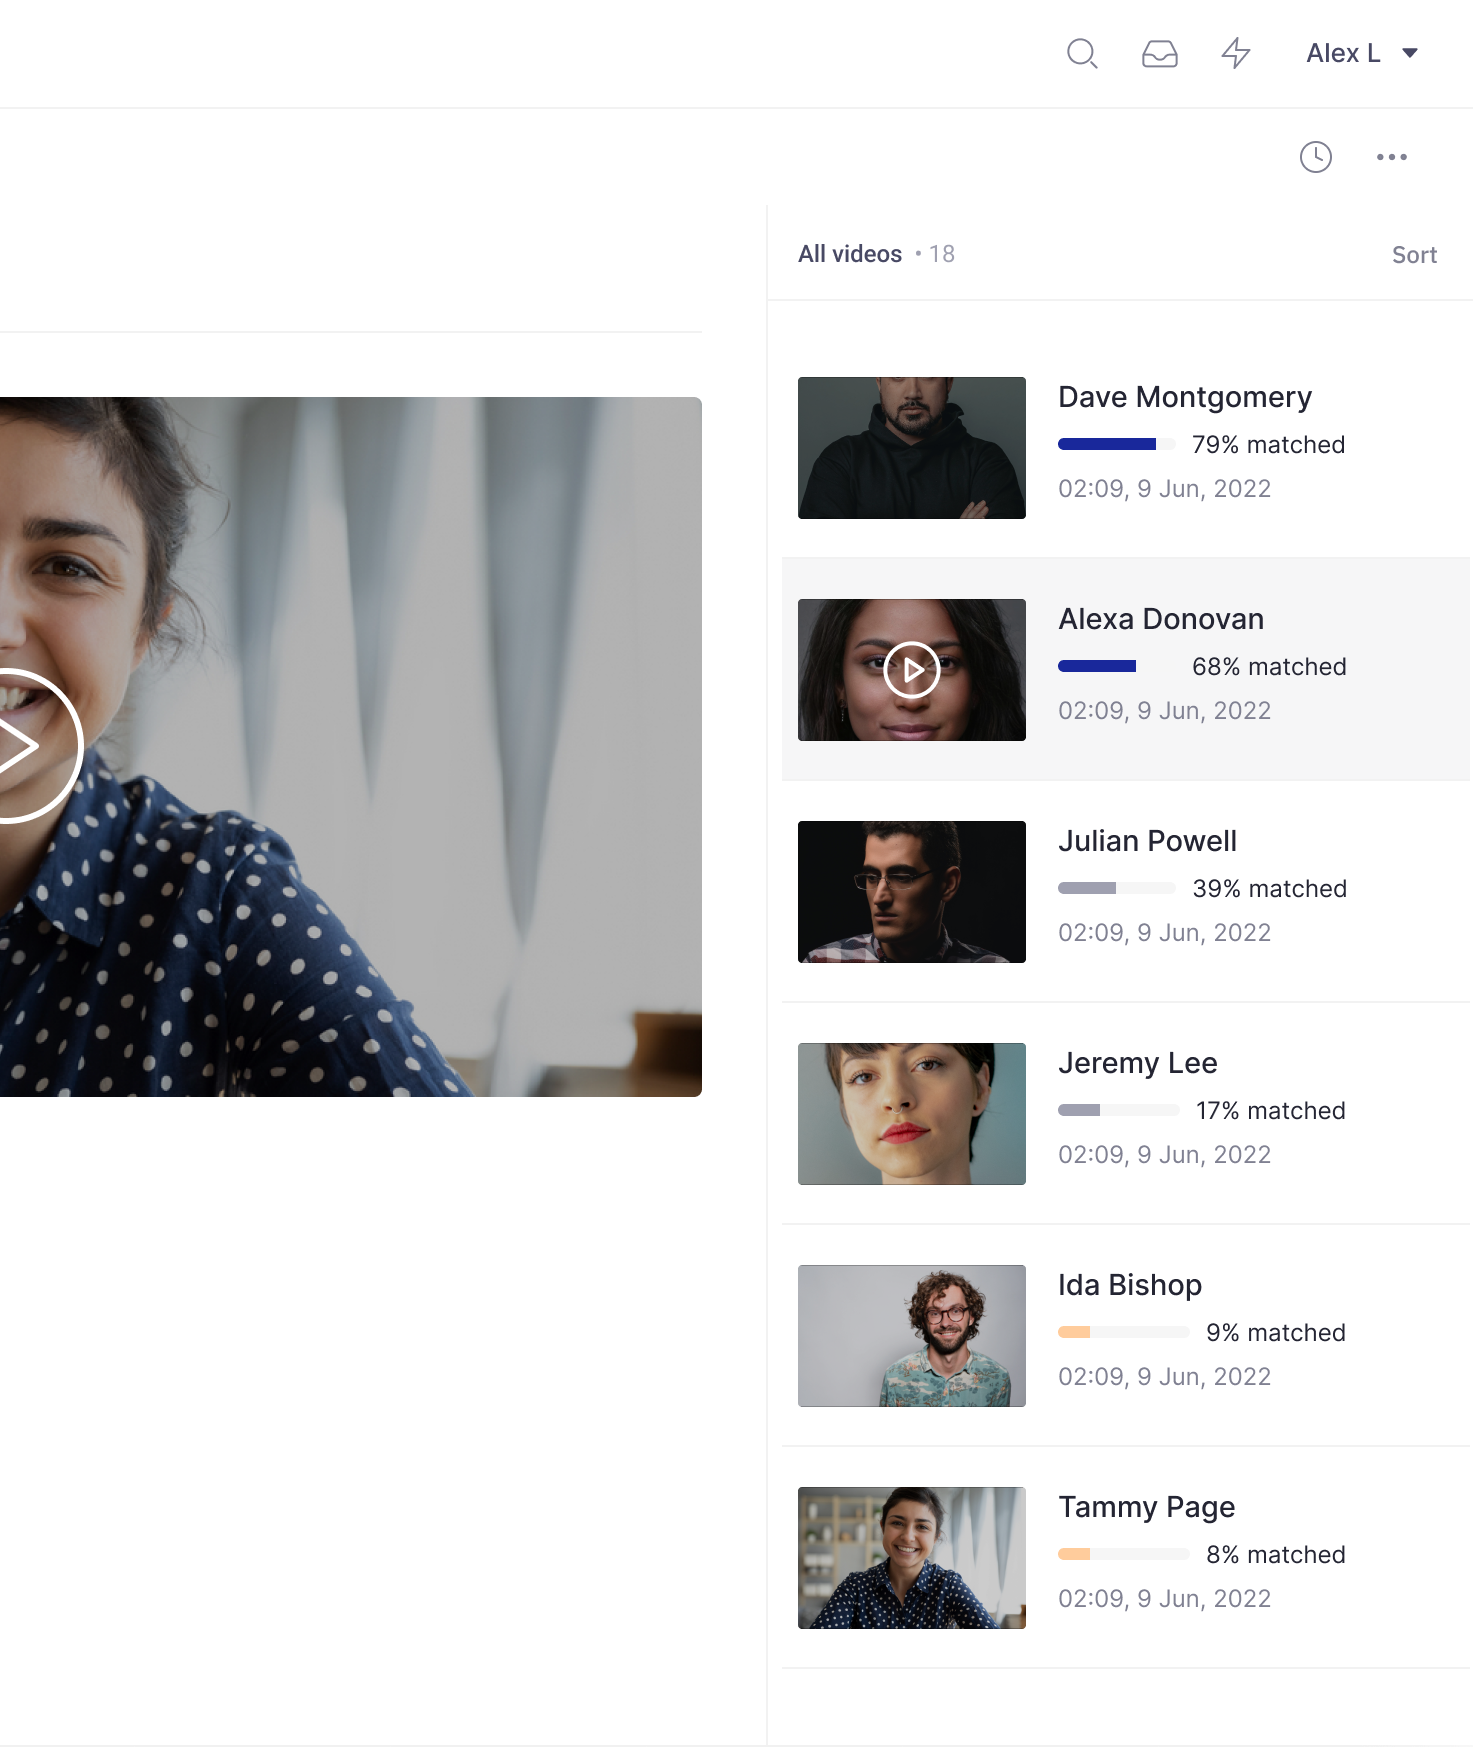 Alex L
All videos • 18
Sort
Dave Montgomery
79% matched
02:09, 9 Jun, 2022
Alexa Donovan
68% matched
02:09, 9 Jun, 2022
Julian Powell
39% matched
02:09, 9 Jun, 2022
Jeremy Lee
17% matched
02:09, 9 Jun, 2022
Ida Bishop
9% matched
02:09, 9 Jun, 2022
Tammy Page
8% matched
02:09, 9 Jun, 2022